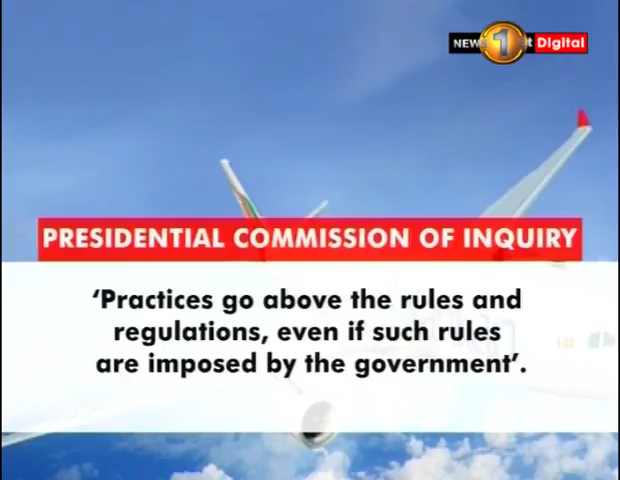 NEWS 1st Digital
PRESIDENTIAL COMMISSION OF INQUIRY
‘Practices go above the rules and
regulations, even if such rules
are imposed by the government’.